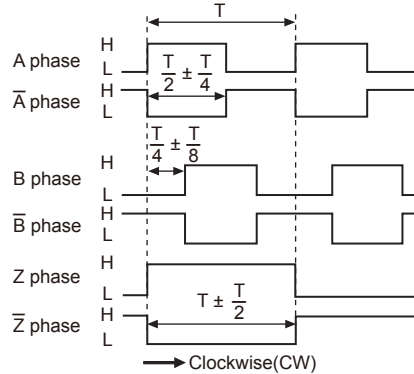 T
A phase H
L
T/2 ± T/4
A̅ phase H
L
T/4 ± T/8
B phase H
L
B̅ phase H
L
Z phase H
L
T ± T/2
Z̅ phase H
L
Clockwise(CW)